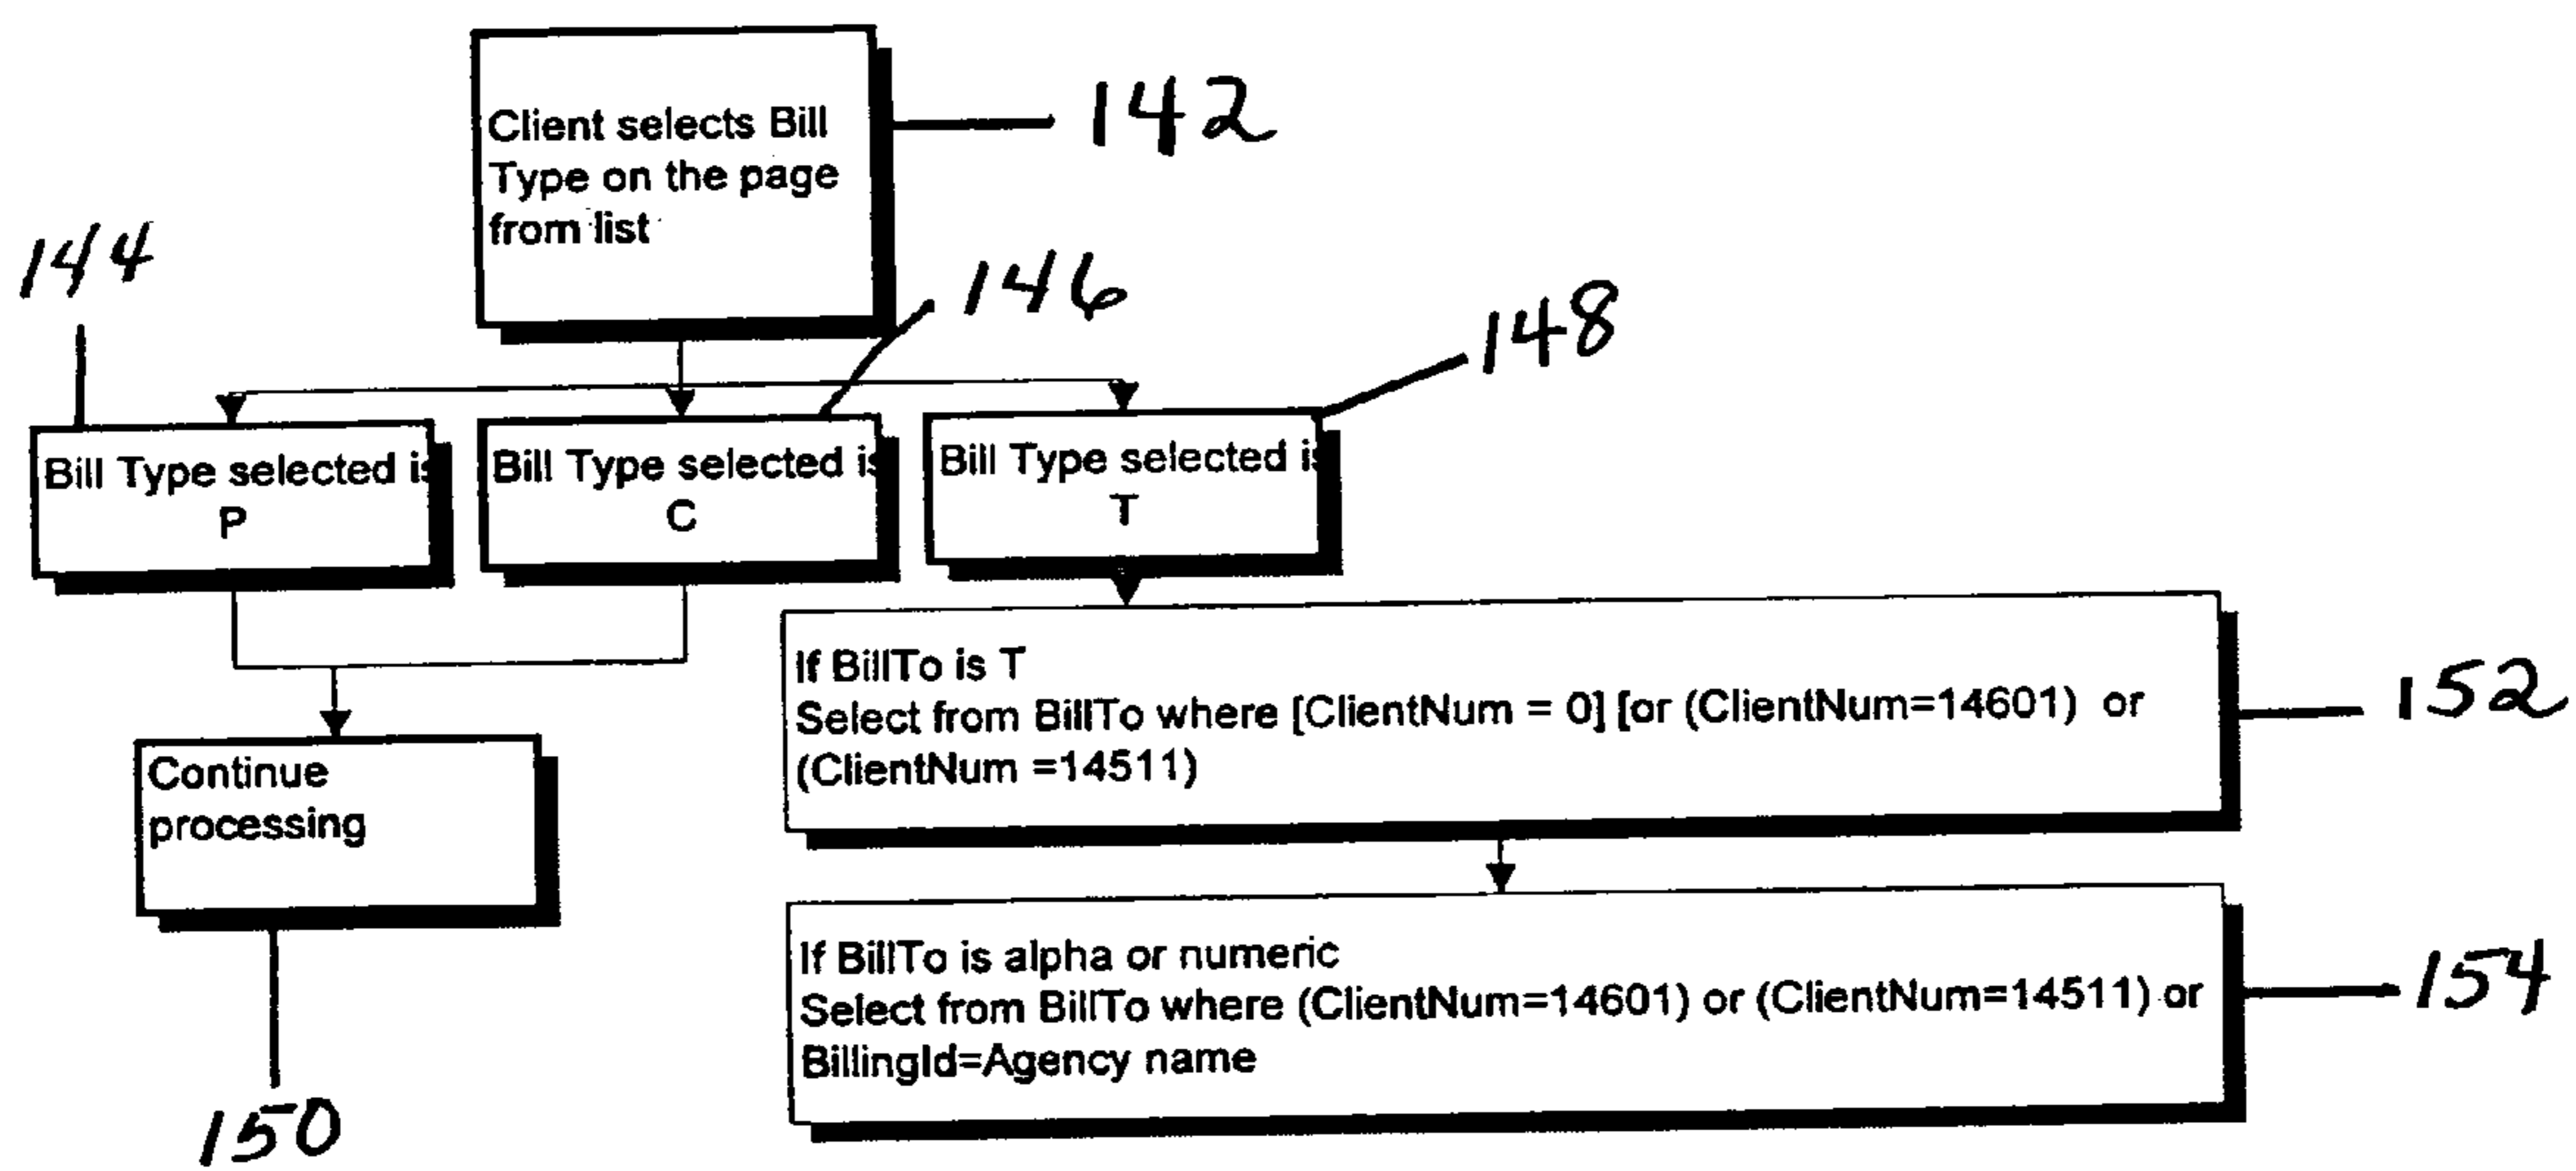 Client selects Bill
Type on the page
from list
142
144
146
148
Bill Type selected is
P
Bill Type selected is
C
Bill Type selected is
T
If BillTo is T
Select from BillTo where [ClientNum = 0] [or (ClientNum=14601) or
(ClientNum =14511)
152
Continue
processing
150
If BillTo is alpha or numeric
Select from BillTo where (ClientNum=14601) or (ClientNum=14511) or
BillingId=Agency name
154